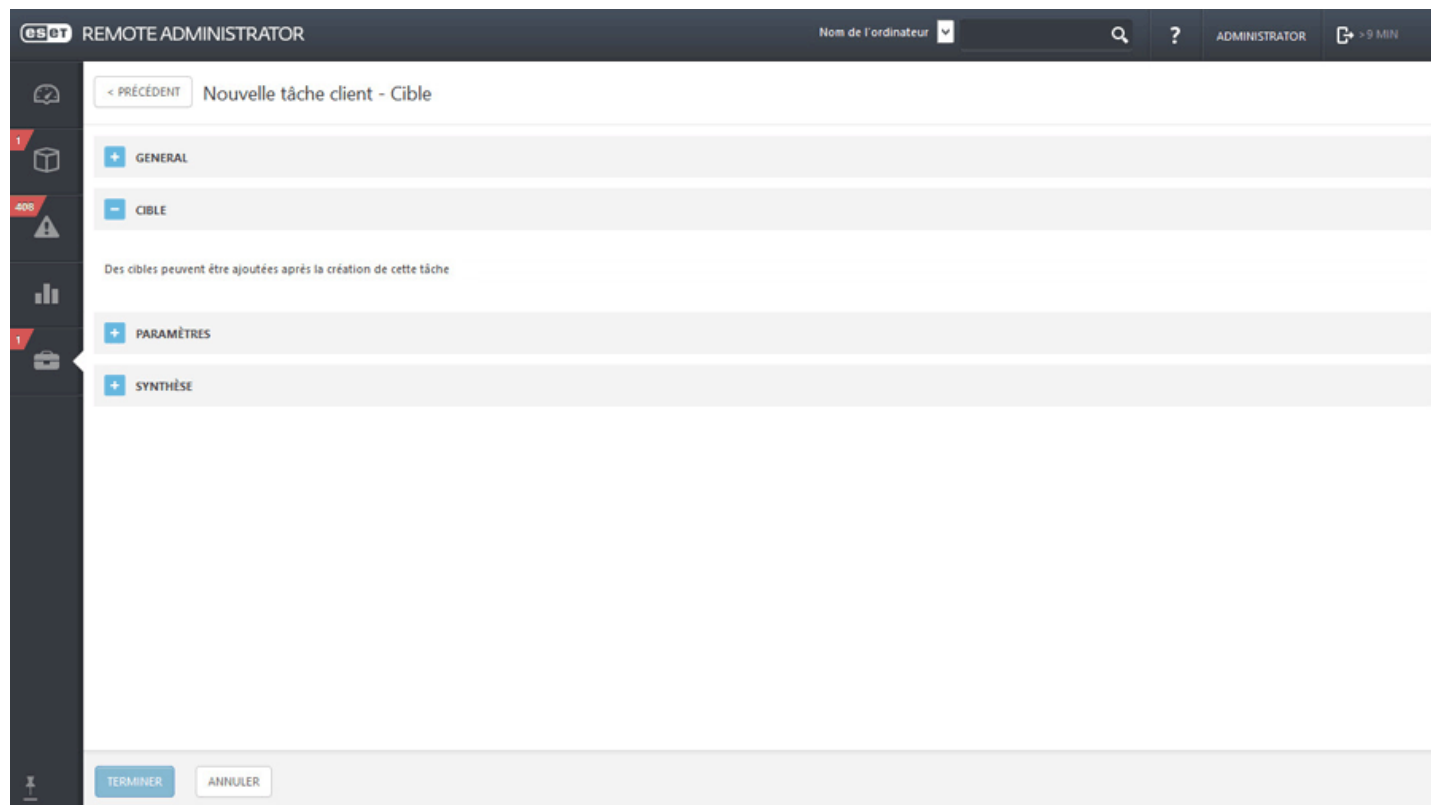 eset REMOTE ADMINISTRATOR
Nom de l'ordinateur
?
ADMINISTRATOR
>9 MIN
< PRÉCÉDENT
Nouvelle tâche client - Cible
1
408
1
+ GENERAL
− CIBLE
Des cibles peuvent être ajoutées après la création de cette tâche
+ PARAMÈTRES
+ SYNTHÈSE
TERMINER
ANNULER